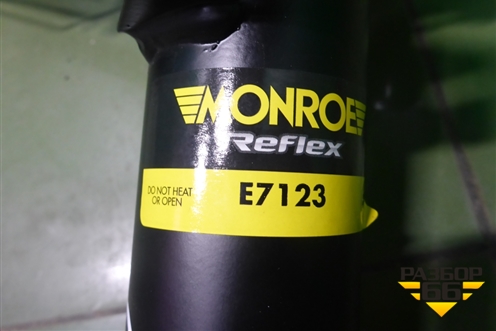 MONROE
Reflex
DO NOT HEAT
OR OPEN
E7123
РАЗБОР
66